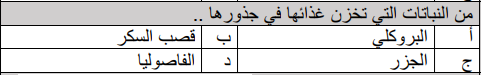 من النباتات التي تخزن غذائها في جذورها ..
أ البروكلي ب قصب السكر
ج الجزر د الفاصوليا